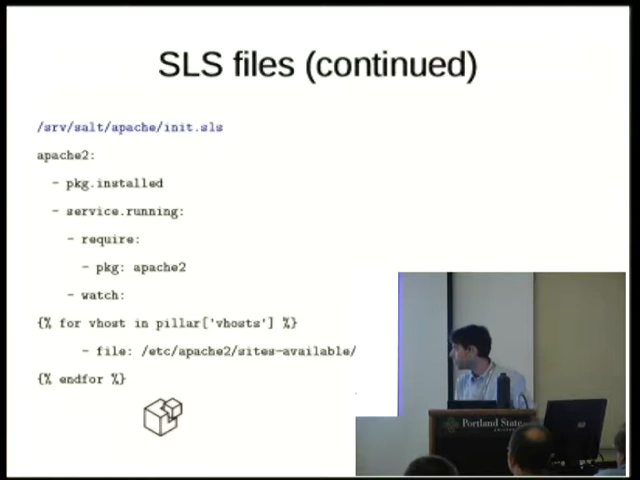 SLS files (continued)
/srv/salt/apache/init.sls
apache2:
- pkg.installed
- service.running:
- require:
- pkg: apache2
- watch:
{% for vhost in pillar['vhosts'] %}
- file: /etc/apache2/sites-available/
{% endfor %}
Portland State
UNIVERSITY